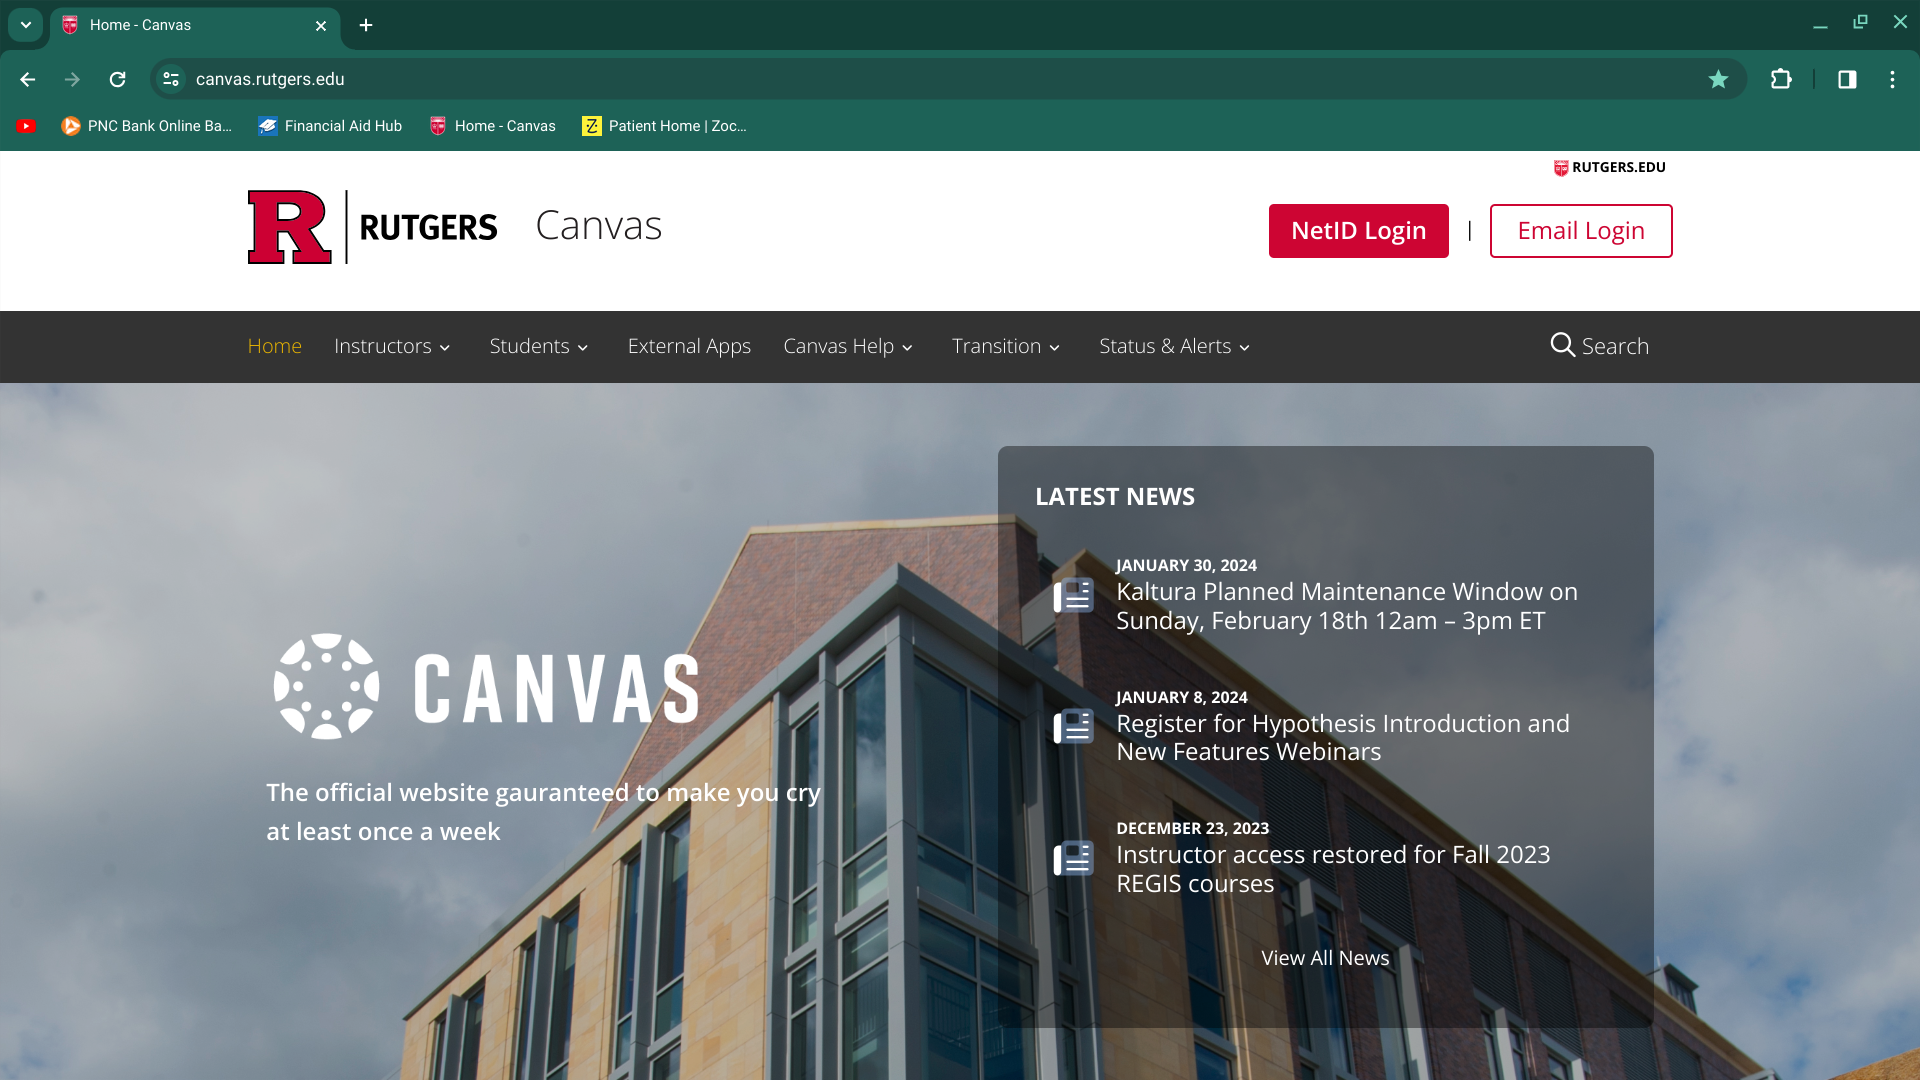 Home - Canvas
canvas.rutgers.edu
PNC Bank Online Ba...
Financial Aid Hub
Home - Canvas
Patient Home | Zoc...
RUTGERS.EDU
R RUTGERS Canvas
NetID Login | Email Login
Home
Instructors
Students
External Apps
Canvas Help
Transition
Status & Alerts
Search
CANVAS
The official website gauranteed to make you cry
at least once a week
LATEST NEWS
JANUARY 30, 2024
Kaltura Planned Maintenance Window on
Sunday, February 18th 12am – 3pm ET
JANUARY 8, 2024
Register for Hypothesis Introduction and
New Features Webinars
DECEMBER 23, 2023
Instructor access restored for Fall 2023
REGIS courses
View All News